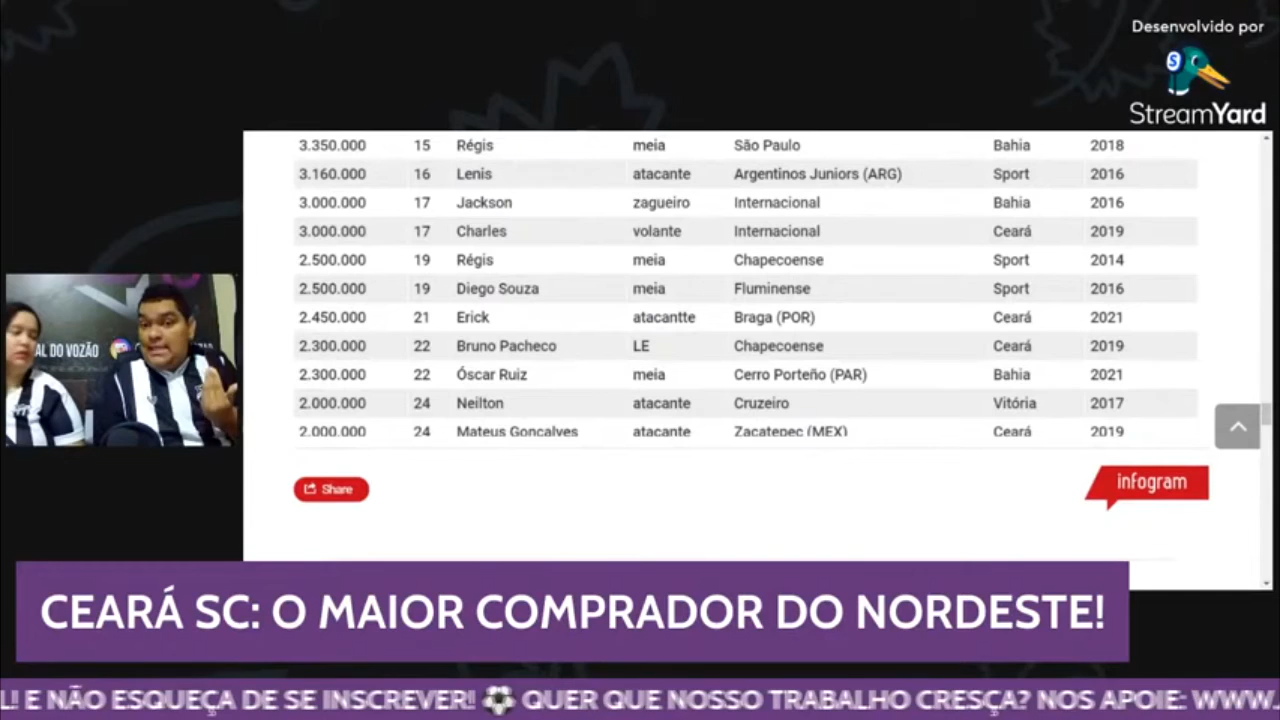 Desenvolvido por
StreamYard
3.350.000 15 Régis meia São Paulo Bahia 2018
3.160.000 16 Lenis atacante Argentinos Juniors (ARG) Sport 2016
3.000.000 17 Jackson zagueiro Internacional Bahia 2016
3.000.000 17 Charles volante Internacional Ceará 2019
2.500.000 19 Régis meia Chapecoense Sport 2014
2.500.000 19 Diego Souza meia Fluminense Sport 2016
2.450.000 21 Erick atacantte Braga (POR) Ceará 2021
2.300.000 22 Bruno Pacheco LE Chapecoense Ceará 2019
2.300.000 22 Óscar Ruiz meia Cerro Porteño (PAR) Bahia 2021
2.000.000 24 Neilton atacante Cruzeiro Vitória 2017
2.000.000 24 Mateus Gonçalves atacante Zacatepec (MEX) Ceará 2019
AL DO VOZÃO
Share
infogram
CEARÁ SC: O MAIOR COMPRADOR DO NORDESTE!
L! E NÃO ESQUEÇA DE SE INSCREVER! ⚽ QUER QUE NOSSO TRABALHO CRESÇA? NOS APOIE: WWW.